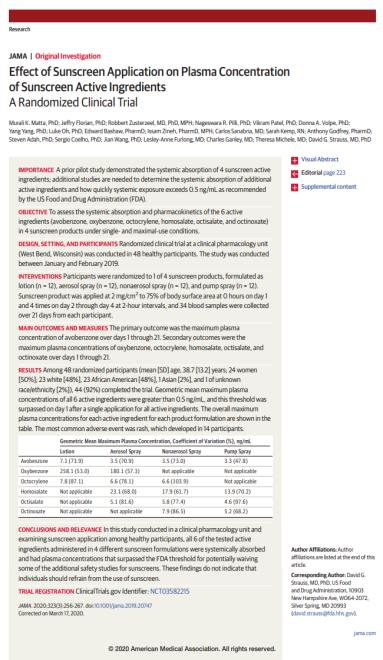 Research
JAMA | Original Investigation
Effect of Sunscreen Application on Plasma Concentration
of Sunscreen Active Ingredients
A Randomized Clinical Trial
Murali K. Matta, PhD; Jeffry Florian, PhD; Robbert Zusterzeel, MD, PhD, MPH; Nageswara R. Pilli, PhD; Vikram Patel, PhD; Donna A. Volpe, PhD;
Yang Yang, PhD; Luke Oh, PhD; Edward Bashaw, PharmD; Issam Zineh, PharmD, MPH; Carlos Sanabria, MD; Sarah Kemp, RN; Anthony Godfrey, PharmD;
Steven Adah, PhD; Sergio Coelho, PhD; Jian Wang, PhD; Lesley-Anne Furlong, MD; Charles Ganley, MD; Theresa Michele, MD; David G. Strauss, MD, PhD
IMPORTANCE A prior pilot study demonstrated the systemic absorption of 4 sunscreen active
ingredients; additional studies are needed to determine the systemic absorption of additional
active ingredients and how quickly systemic exposure exceeds 0.5 ng/mL as recommended
by the US Food and Drug Administration (FDA).
OBJECTIVE To assess the systemic absorption and pharmacokinetics of the 6 active
ingredients (avobenzone, oxybenzone, octocrylene, homosalate, octisalate, and octinoxate)
in 4 sunscreen products under single- and maximal-use conditions.
DESIGN, SETTING, AND PARTICIPANTS Randomized clinical trial at a clinical pharmacology unit
(West Bend, Wisconsin) was conducted in 48 healthy participants. The study was conducted
between January and February 2019.
INTERVENTIONS Participants were randomized to 1 of 4 sunscreen products, formulated as
lotion (n = 12), aerosol spray (n = 12), nonaerosol spray (n = 12), and pump spray (n = 12).
Sunscreen product was applied at 2 mg/cm² to 75% of body surface area at 0 hours on day 1
and 4 times on day 2 through day 4 at 2-hour intervals, and 34 blood samples were collected
over 21 days from each participant.
MAIN OUTCOMES AND MEASURES The primary outcome was the maximum plasma
concentration of avobenzone over days 1 through 21. Secondary outcomes were the
maximum plasma concentrations of oxybenzone, octocrylene, homosalate, octisalate, and
octinoxate over days 1 through 21.
RESULTS Among 48 randomized participants (mean [SD] age, 38.7 [13.2] years; 24 women
[50%]; 23 white [48%], 23 African American [48%], 1 Asian [2%], and 1 of unknown
race/ethnicity [2%]), 44 (92%) completed the trial. Geometric mean maximum plasma
concentrations of all 6 active ingredients were greater than 0.5 ng/mL, and this threshold was
surpassed on day 1 after a single application for all active ingredients. The overall maximum
plasma concentrations for each active ingredient for each product formulation are shown in the
table. The most common adverse event was rash, which developed in 14 participants.
Geometric Mean Maximum Plasma Concentration, Coefficient of Variation (%), ng/mL
Lotion Aerosol Spray Nonaerosol Spray Pump Spray
Avobenzone 7.1 (73.9) 3.5 (70.9) 3.5 (73.0) 3.3 (47.8)
Oxybenzone 258.1 (53.0) 180.1 (57.3) Not applicable Not applicable
Octocrylene 7.8 (87.1) 6.6 (78.1) 6.6 (103.9) Not applicable
Homosalate Not applicable 23.1 (68.0) 17.9 (61.7) 13.9 (70.2)
Octisalate Not applicable 5.1 (81.6) 5.8 (77.4) 4.6 (97.6)
Octinoxate Not applicable Not applicable 7.9 (86.5) 5.2 (68.2)
CONCLUSIONS AND RELEVANCE In this study conducted in a clinical pharmacology unit and
examining sunscreen application among healthy participants, all 6 of the tested active
ingredients administered in 4 different sunscreen formulations were systemically absorbed
and had plasma concentrations that surpassed the FDA threshold for potentially waiving
some of the additional safety studies for sunscreens. These findings do not indicate that
individuals should refrain from the use of sunscreen.
TRIAL REGISTRATION ClinicalTrials.gov Identifier: NCT03582215
JAMA. 2020;323(3):256-267. doi:10.1001/jama.2019.20747
Corrected on March 17, 2020.
Visual Abstract
Editorial page 223
Supplemental content
Author Affiliations: Author
affiliations are listed at the end of this
article.
Corresponding Author: David G.
Strauss, MD, PhD, US Food
and Drug Administration, 10903
New Hampshire Ave, WO64-2072,
Silver Spring, MD 20993
(david.strauss@fda.hhs.gov).
jama.com
© 2020 American Medical Association. All rights reserved.